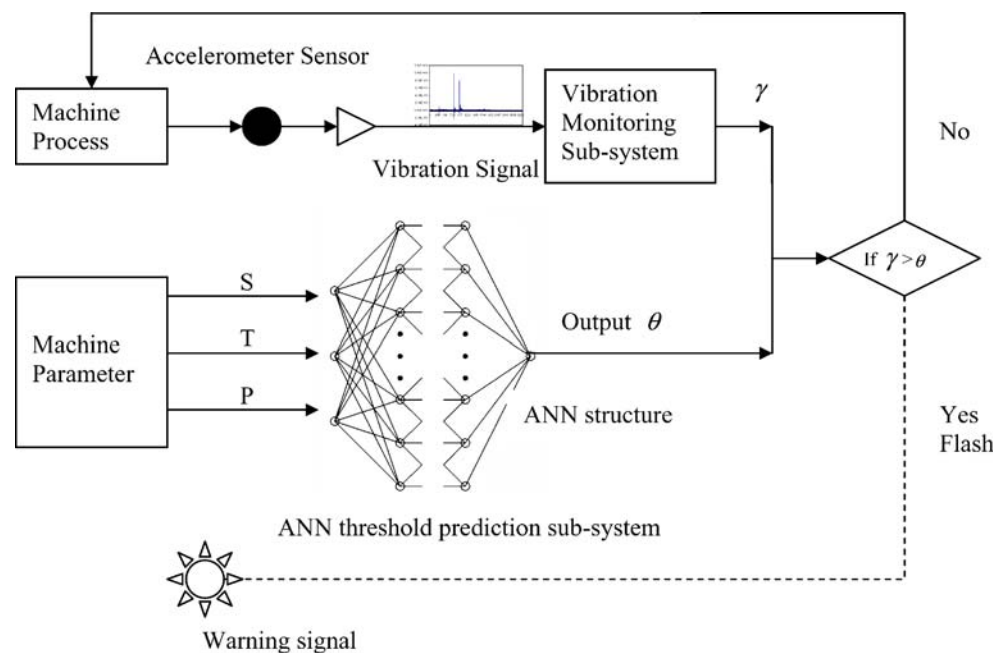 Accelerometer Sensor
Machine
Process
Vibration Signal
Vibration
Monitoring
Sub-system
γ
No
If γ > θ
Machine
Parameter
S
T
P
Output θ
ANN structure
Yes
Flash
ANN threshold prediction sub-system
Warning signal